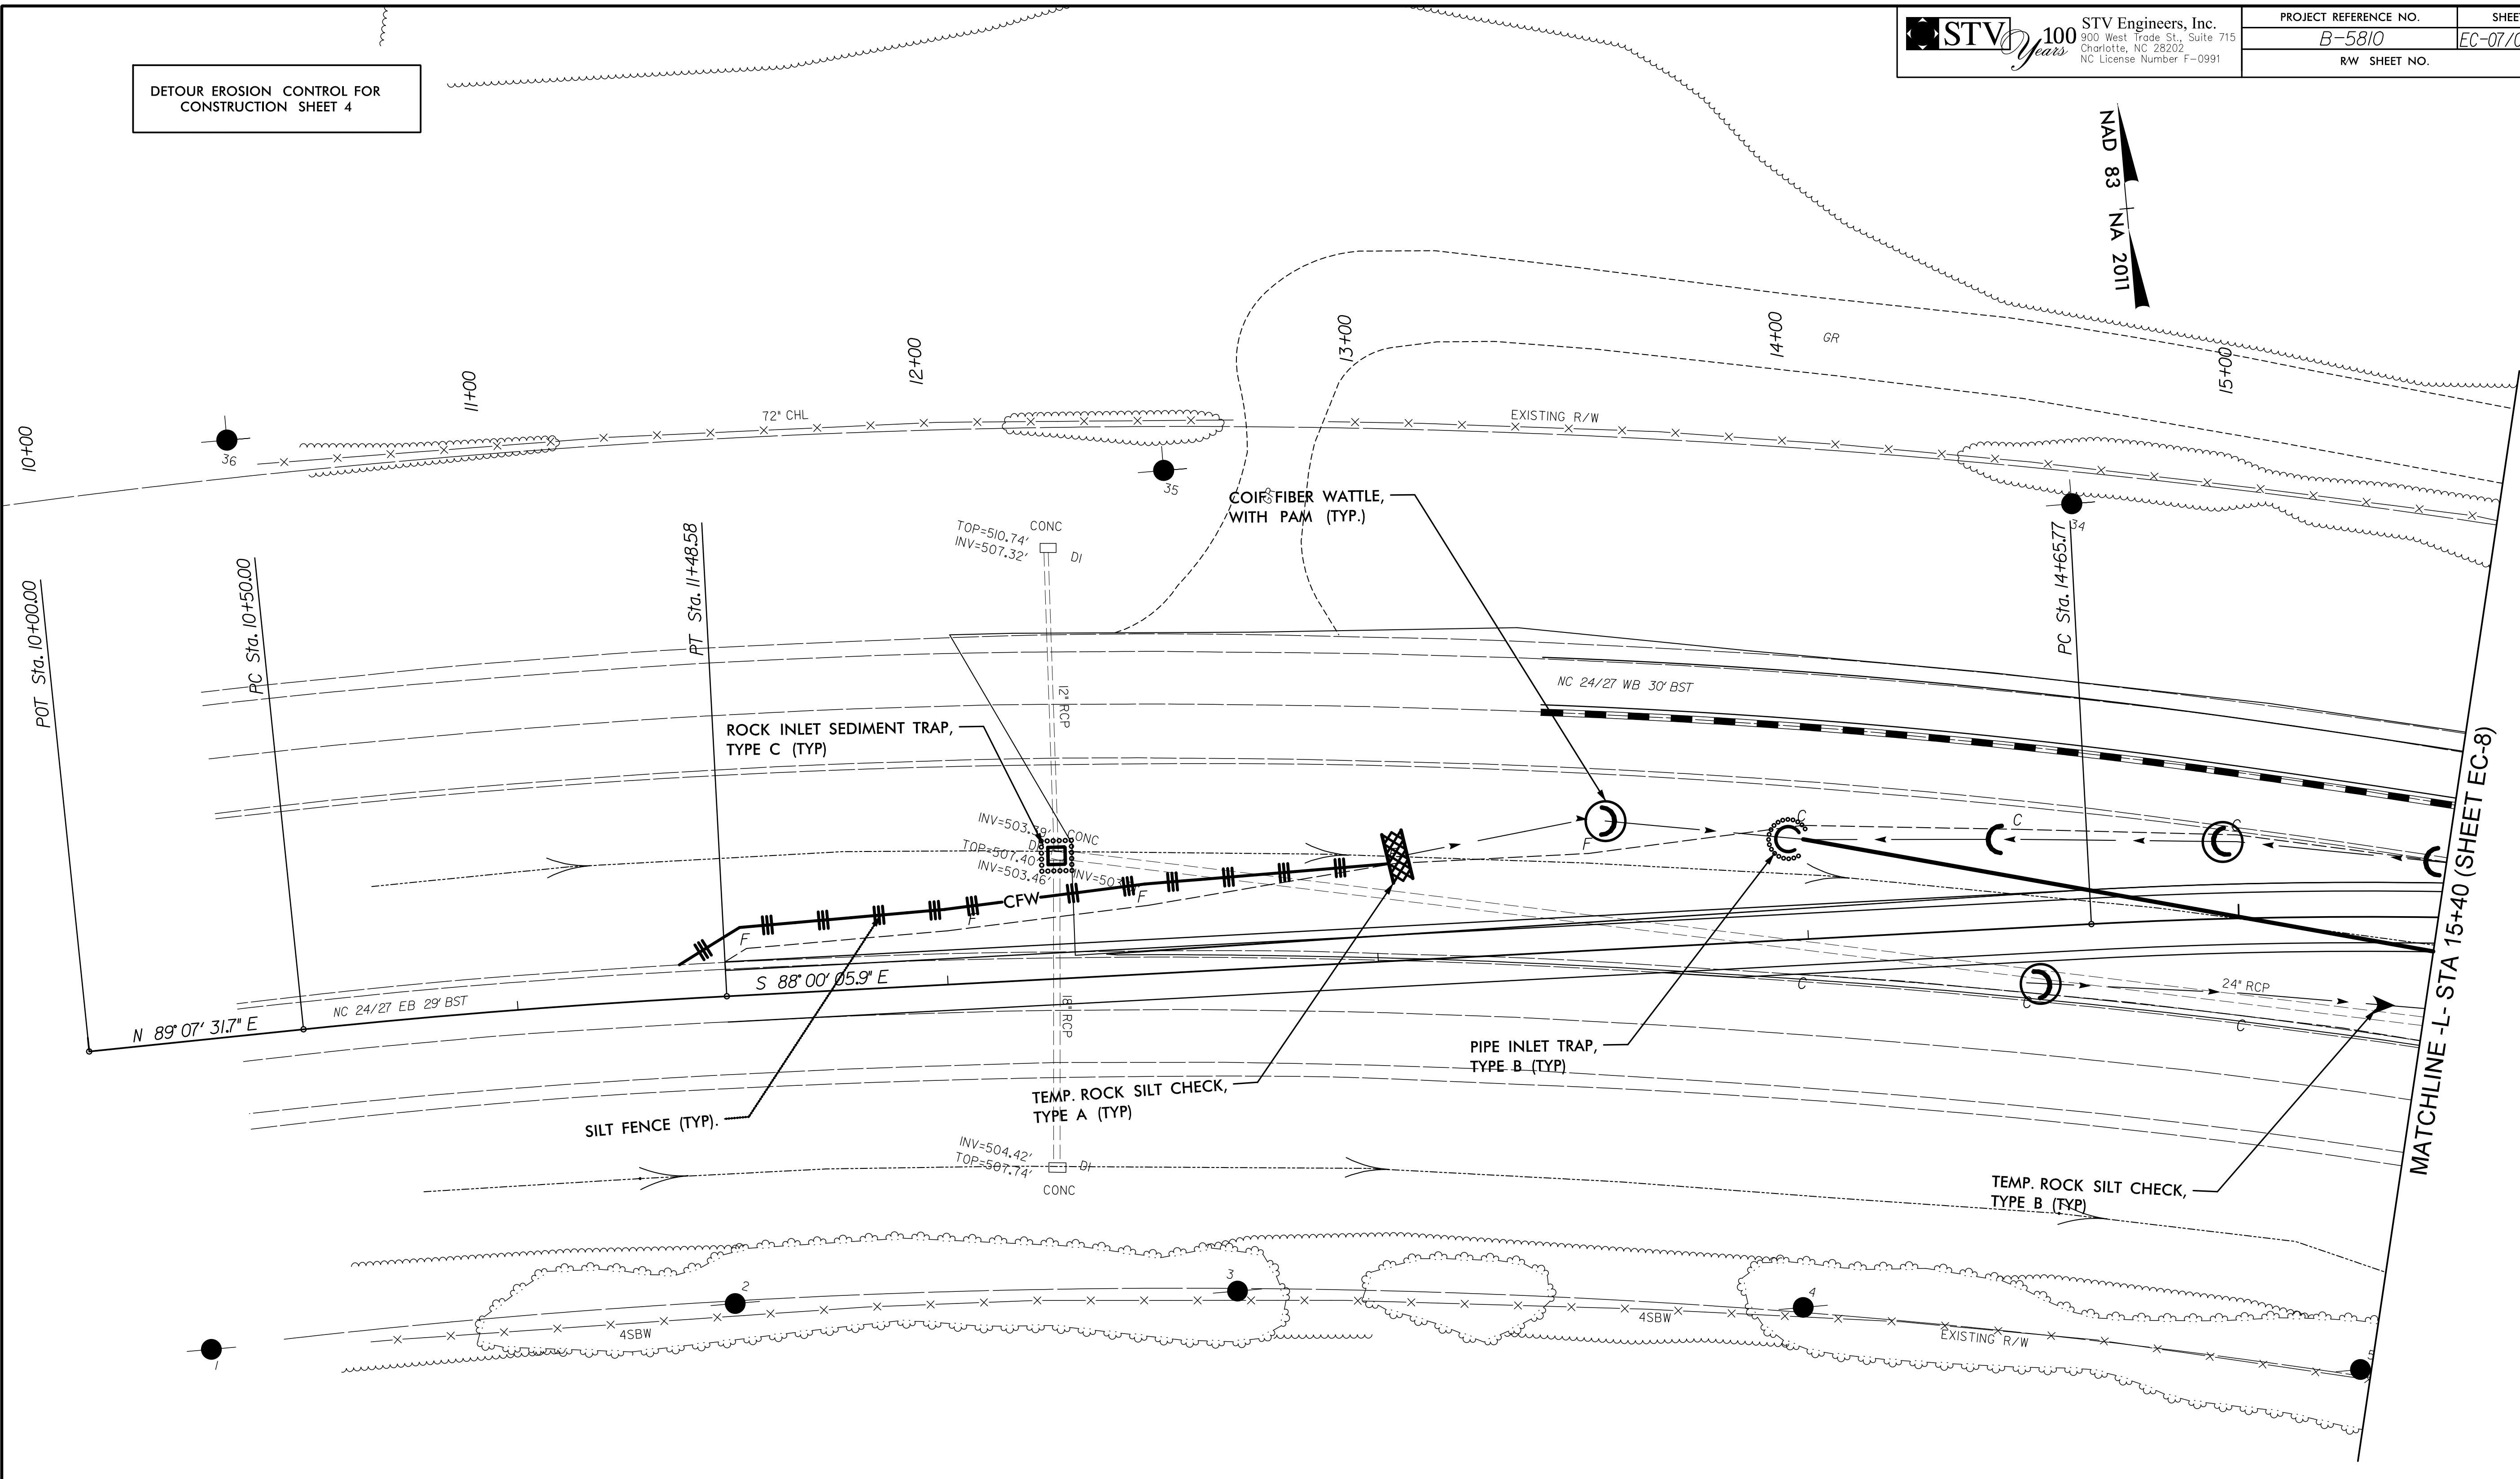 STV
100
Years
STV Engineers, Inc.
900 West Trade St., Suite 715
Charlotte, NC 28202
NC License Number F-0991
PROJECT REFERENCE NO.
B-5810
R/W SHEET NO.
DETOUR EROSION CONTROL FOR
CONSTRUCTION SHEET 4
NAD 83 NA 2011
10+00
11+00
12+00
13+00
14+00
15+00
GR
36
72" CHL
35
EXISTING R/W
34
COIF FIBER WATTLE,
WITH PAM (TYP.)
POT Sta. 10+00.00
PC Sta. 10+50.00
PT Sta. 11+48.58
PC Sta. 14+65.77
TOP=510.74'
INV=507.32'
CONC
DI
12" RCP
NC 24/27 WB 30' BST
ROCK INLET SEDIMENT TRAP,
TYPE C (TYP)
INV=503.39'
CONC
TOP=507.40'
INV=503.46'
CFW
F
F
F
F
C
C
C
C
C
C
N 89° 07' 31.7" E
NC 24/27 EB 29' BST
S 88° 00' 05.9" E
18" RCP
24" RCP
PIPE INLET TRAP,
TYPE B (TYP)
TEMP. ROCK SILT CHECK,
TYPE A (TYP)
SILT FENCE (TYP).
INV=504.42'
TOP=507.74'
DI
CONC
TEMP. ROCK SILT CHECK,
TYPE B (TYP)
MATCHLINE -L- STA 15+40 (SHEET EC-8)
1
2
3
4
5
4SBW
4SBW
EXISTING R/W